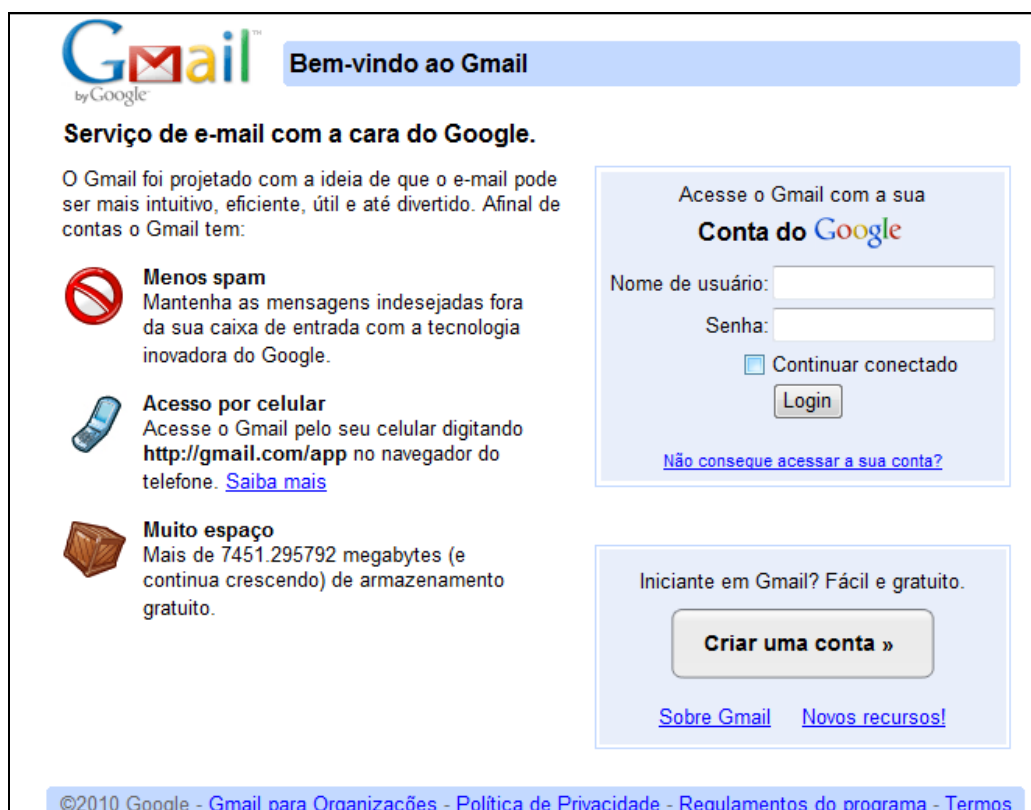 Gmail™
by Google™
Bem-vindo ao Gmail
Serviço de e-mail com a cara do Google.
O Gmail foi projetado com a ideia de que o e-mail pode
ser mais intuitivo, eficiente, útil e até divertido. Afinal de
contas o Gmail tem:
Menos spam
Mantenha as mensagens indesejadas fora
da sua caixa de entrada com a tecnologia
inovadora do Google.
Acesso por celular
Acesse o Gmail pelo seu celular digitando
http://gmail.com/app no navegador do
telefone. Saiba mais
Muito espaço
Mais de 7451.295792 megabytes (e
continua crescendo) de armazenamento
gratuito.
Acesse o Gmail com a sua
Conta do Google
Nome de usuário:
Senha:
Continuar conectado
Login
Não consegue acessar a sua conta?
Iniciante em Gmail? Fácil e gratuito.
Criar uma conta »
Sobre Gmail Novos recursos!
©2010 Google - Gmail para Organizações - Política de Privacidade - Regulamentos do programa - Termos